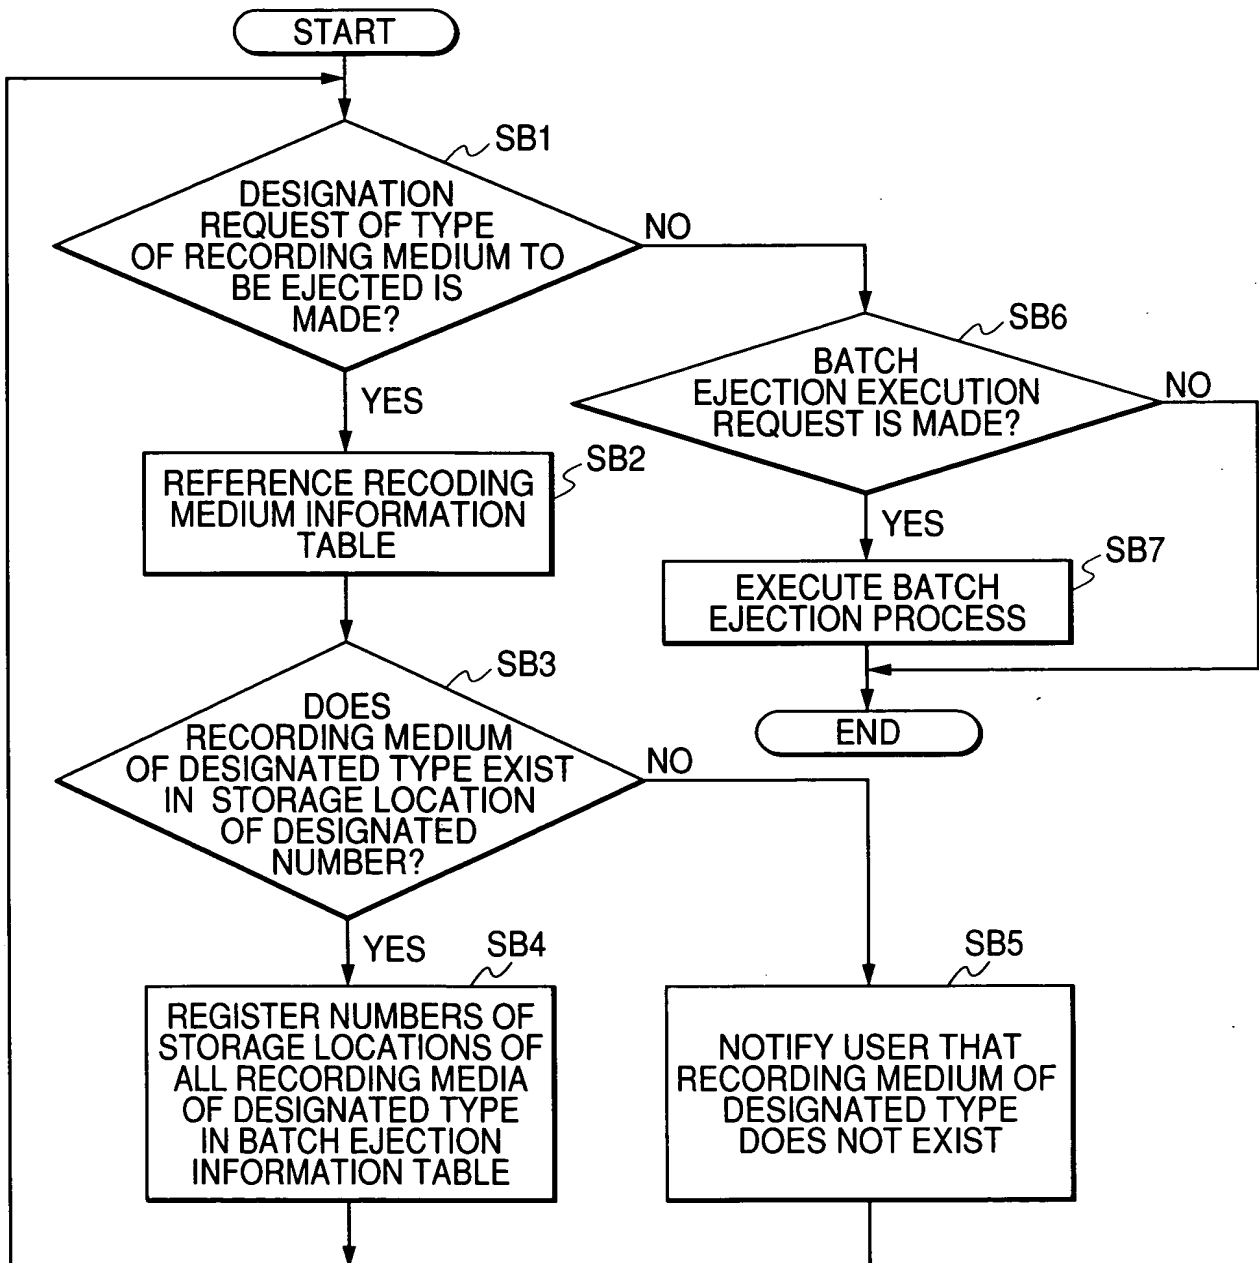 START
SB1
DESIGNATION
REQUEST OF TYPE
OF RECORDING MEDIUM TO
BE EJECTED IS
MADE?
NO
YES
SB6
BATCH
EJECTION EXECUTION
REQUEST IS MADE?
NO
YES
SB2
REFERENCE RECODING
MEDIUM INFORMATION
TABLE
SB7
EXECUTE BATCH
EJECTION PROCESS
END
SB3
DOES
RECORDING MEDIUM
OF DESIGNATED TYPE EXIST
IN STORAGE LOCATION
OF DESIGNATED
NUMBER?
NO
YES
SB4
REGISTER NUMBERS OF
STORAGE LOCATIONS OF
ALL RECORDING MEDIA
OF DESIGNATED TYPE
IN BATCH EJECTION
INFORMATION TABLE
SB5
NOTIFY USER THAT
RECORDING MEDIUM OF
DESIGNATED TYPE
DOES NOT EXIST